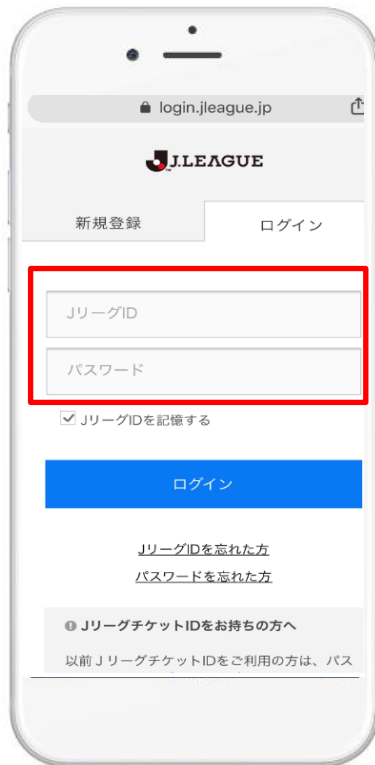 login.jleague.jp
J.LEAGUE
新規登録
ログイン
JリーグID
パスワード
JリーグIDを記憶する
ログイン
JリーグIDを忘れた方
パスワードを忘れた方
JリーグチケットIDをお持ちの方へ
以前JリーグチケットIDをご利用の方は、パス